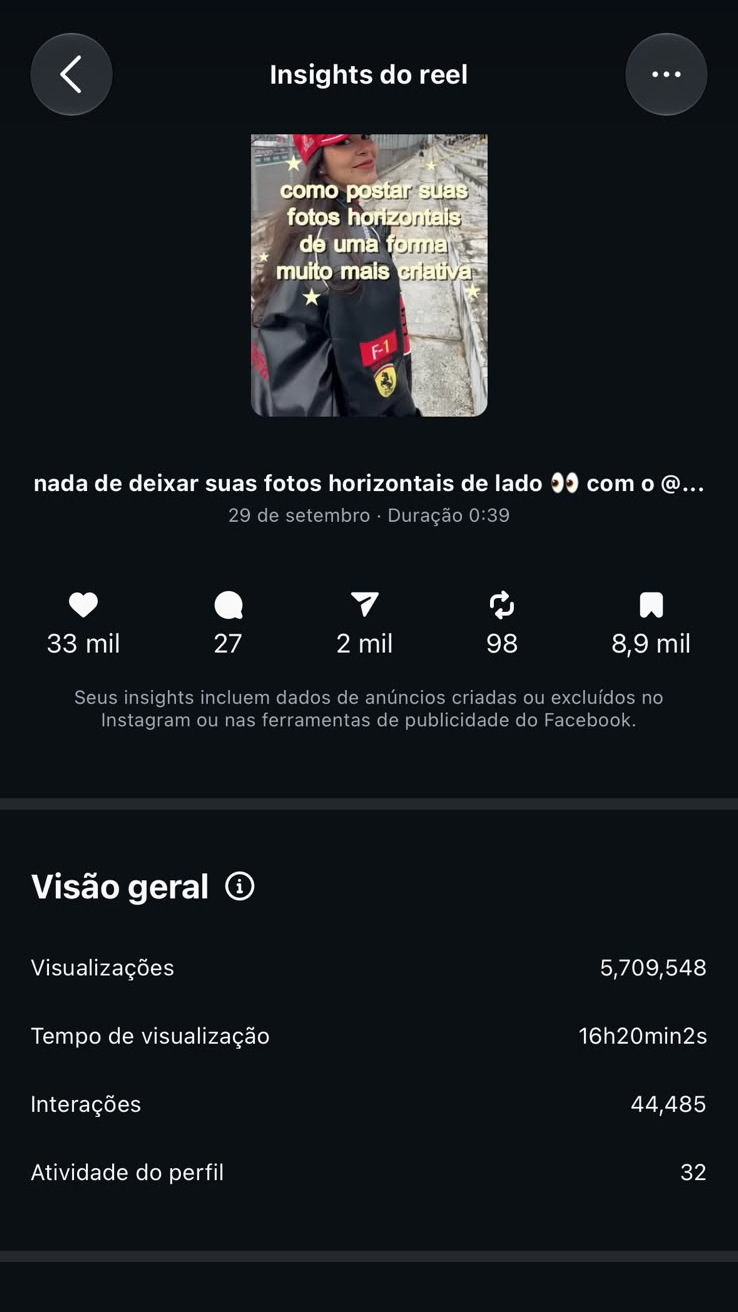 Insights do reel
como postar suas
fotos horizontais
de uma forma
muito mais criativa
F-1
nada de deixar suas fotos horizontais de lado 👀 com o @...
29 de setembro · Duração 0:39
33 mil
27
2 mil
98
8,9 mil
Seus insights incluem dados de anúncios criadas ou excluídos no
Instagram ou nas ferramentas de publicidade do Facebook.
Visão geral
Visualizações
5,709,548
Tempo de visualização
16h20min2s
Interações
44,485
Atividade do perfil
32